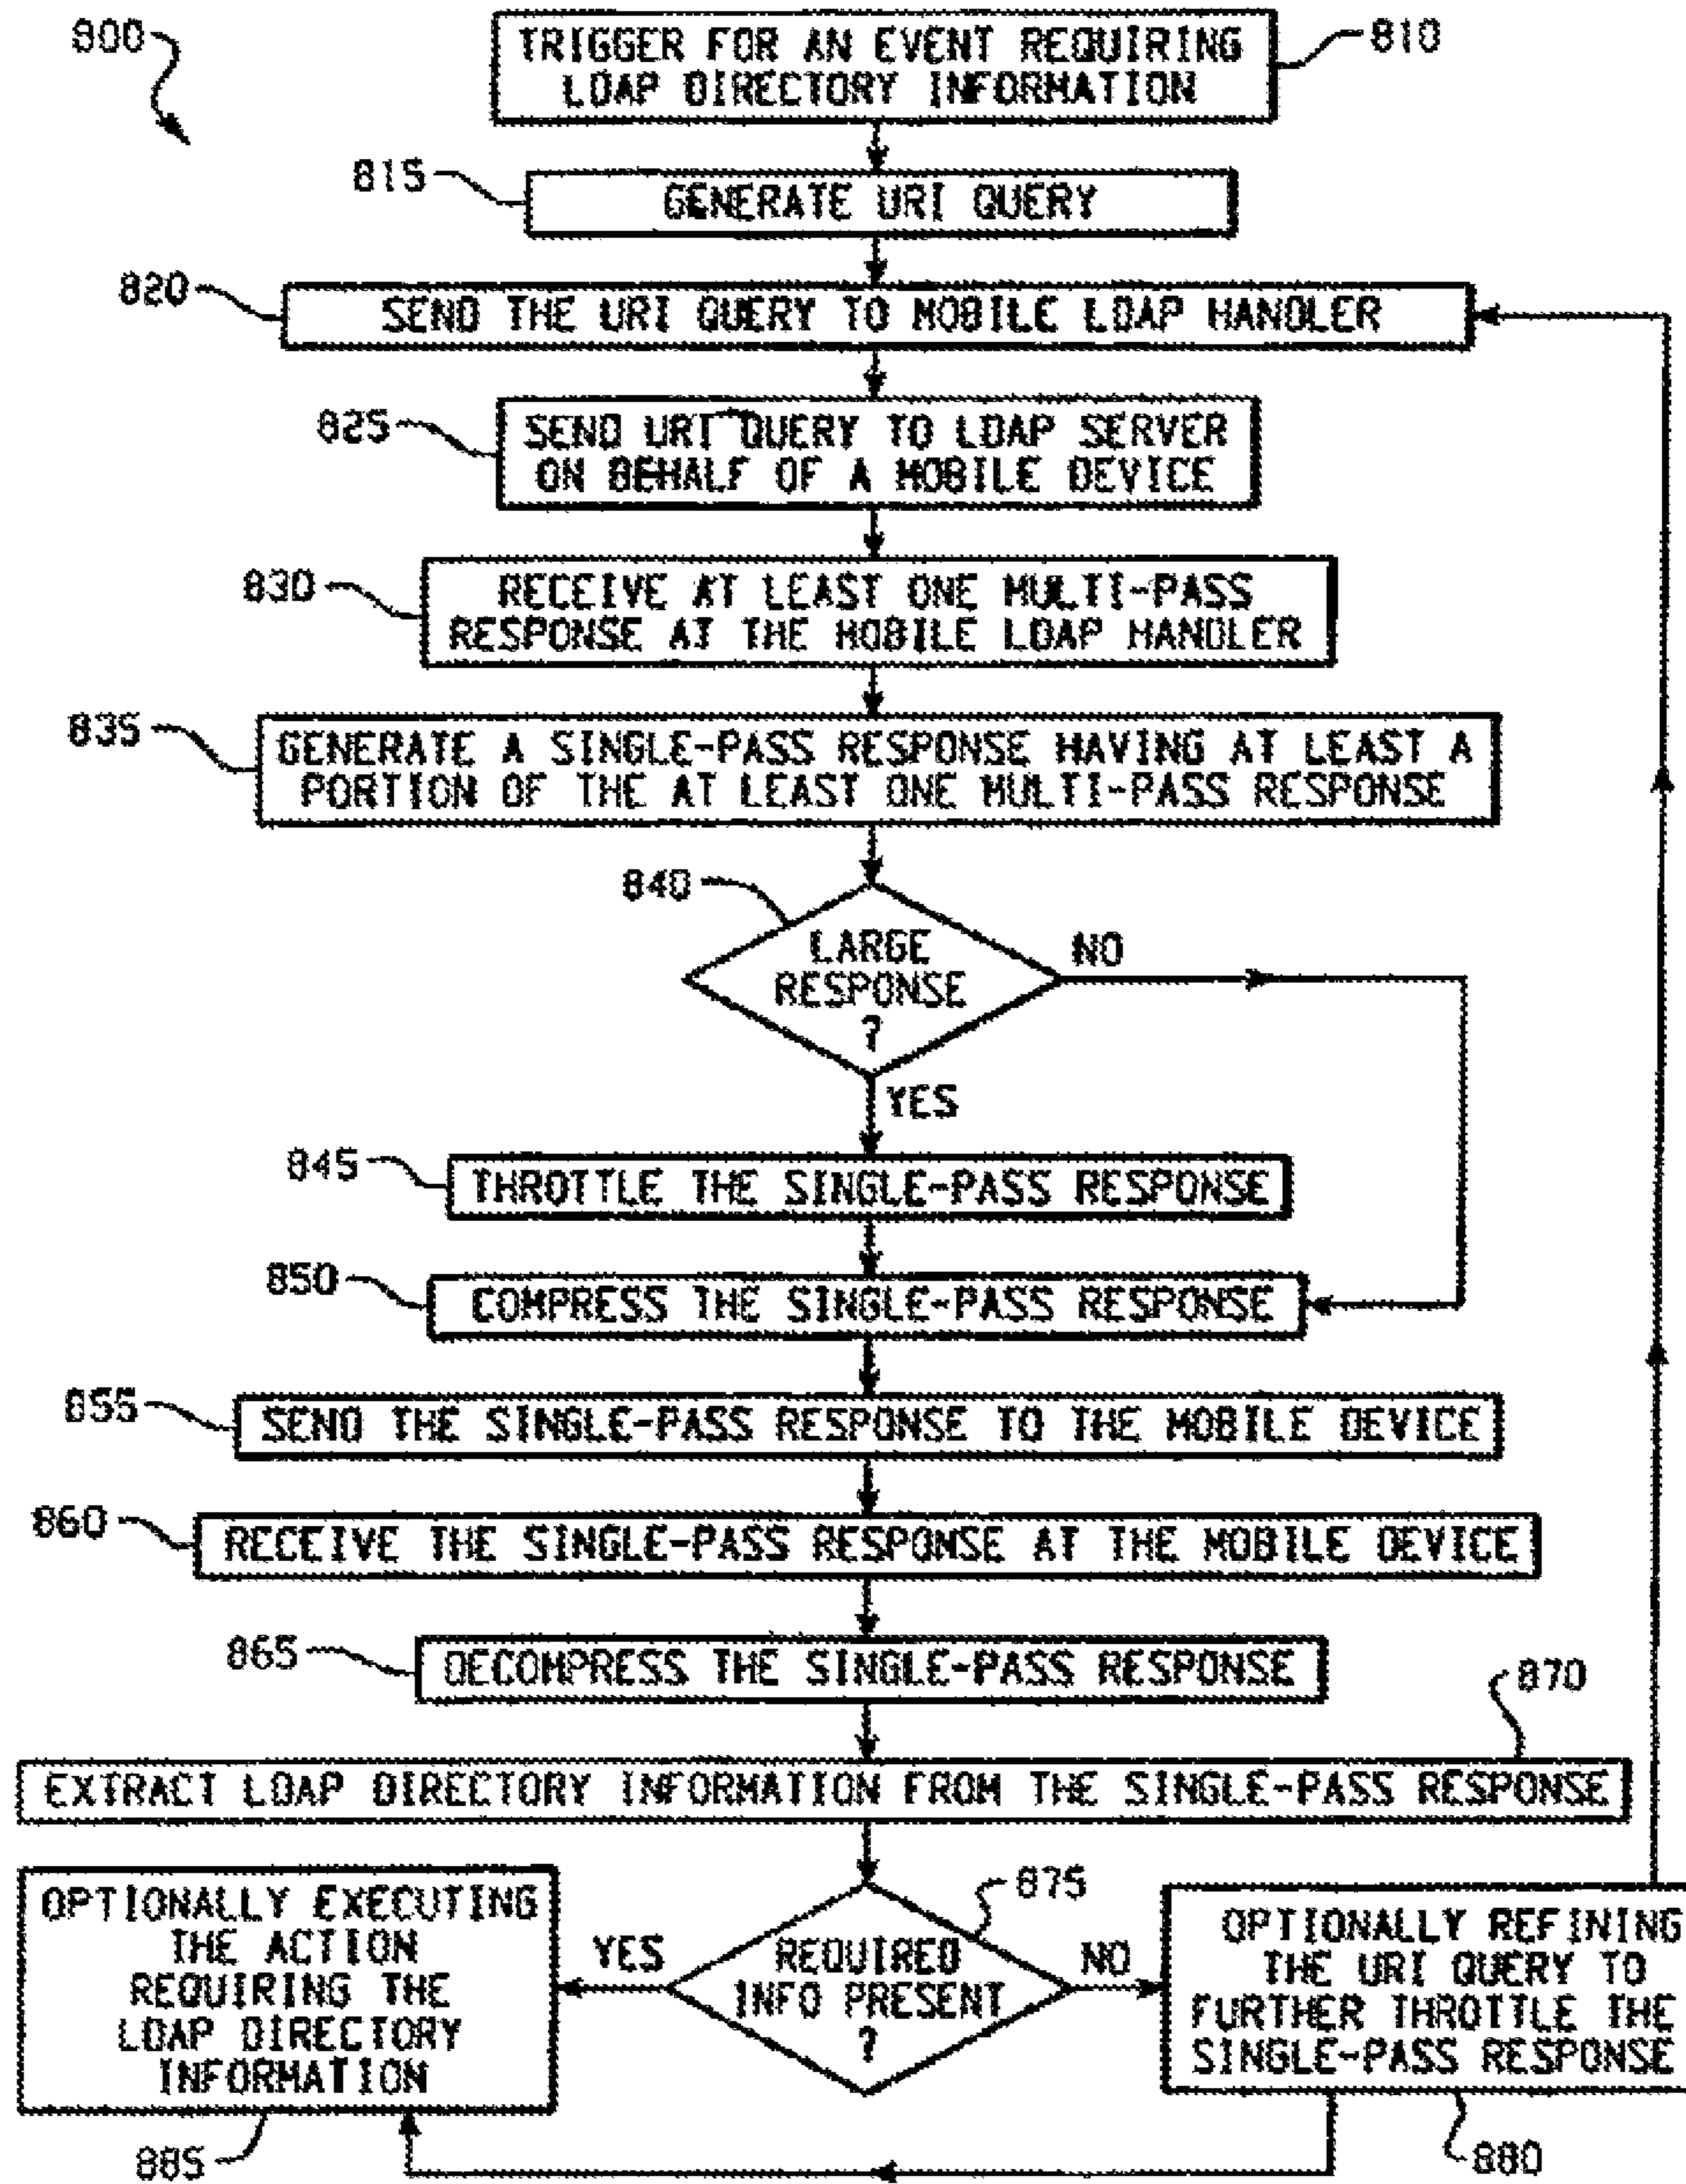 800
TRIGGER FOR AN EVENT REQUIRING
LDAP DIRECTORY INFORMATION
810
815
GENERATE URI QUERY
820
SEND THE URI QUERY TO MOBILE LDAP HANDLER
825
SEND URI QUERY TO LDAP SERVER
ON BEHALF OF A MOBILE DEVICE
830
RECEIVE AT LEAST ONE MULTI-PASS
RESPONSE AT THE MOBILE LDAP HANDLER
835
GENERATE A SINGLE-PASS RESPONSE HAVING AT LEAST A
PORTION OF THE AT LEAST ONE MULTI-PASS RESPONSE
840
LARGE
RESPONSE
?
NO
YES
845
THROTTLE THE SINGLE-PASS RESPONSE
850
COMPRESS THE SINGLE-PASS RESPONSE
855
SEND THE SINGLE-PASS RESPONSE TO THE MOBILE DEVICE
860
RECEIVE THE SINGLE-PASS RESPONSE AT THE MOBILE DEVICE
865
DECOMPRESS THE SINGLE-PASS RESPONSE
870
EXTRACT LDAP DIRECTORY INFORMATION FROM THE SINGLE-PASS RESPONSE
OPTIONALLY EXECUTING
THE ACTION
REQUIRING THE
LDAP DIRECTORY
INFORMATION
885
YES
875
REQUIRED
INFO PRESENT
?
NO
OPTIONALLY REFINING
THE URI QUERY TO
FURTHER THROTTLE THE
SINGLE-PASS RESPONSE
880